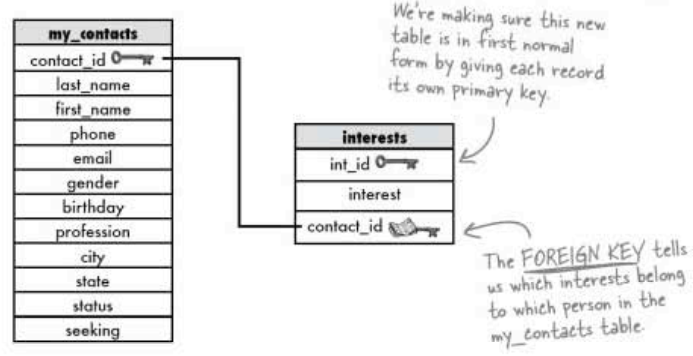 my_contacts
contact_id
last_name
first_name
phone
email
gender
birthday
profession
city
state
status
seeking
We're making sure this new
table is in first normal
form by giving each record
its own primary key.
interests
int_id
interest
contact_id
The FOREIGN KEY tells
us which interests belong
to which person in the
my_contacts table.